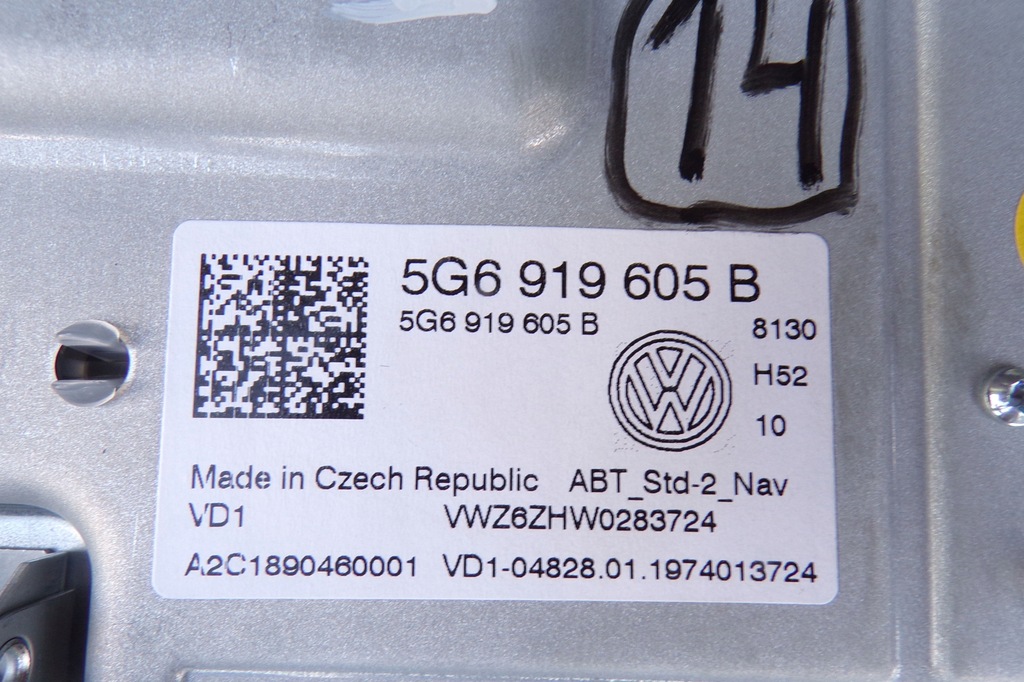 14
5G6 919 605 B
5G6 919 605 B
8130
H52
10
Made in Czech Republic ABT_Std-2_Nav
VD1 VWZ6ZHW0283724
A2C1890460001 VD1-04828.01.1974013724